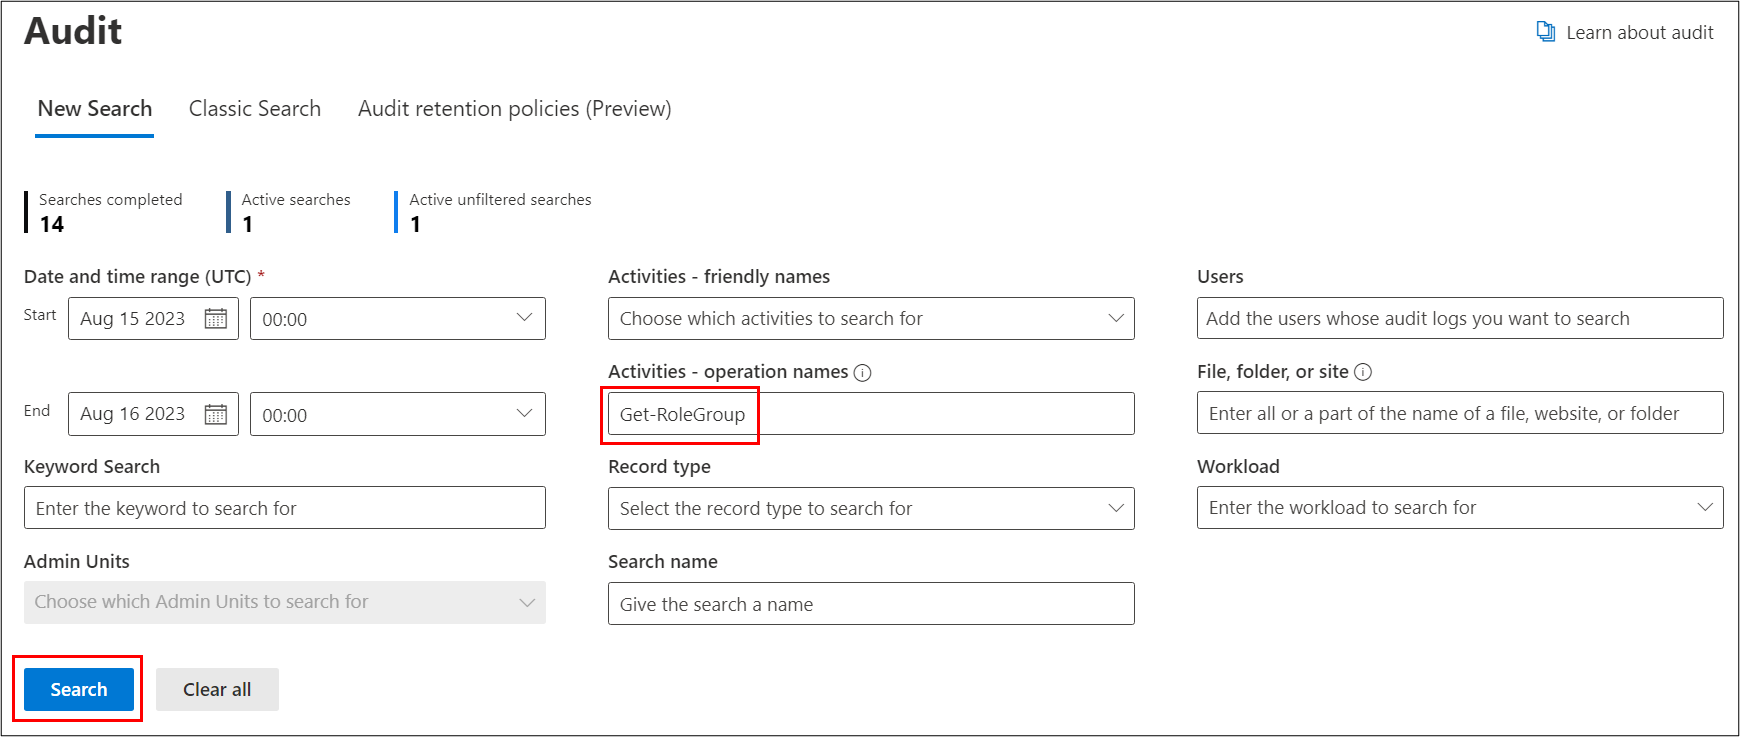 Audit
Learn about audit
New Search
Classic Search
Audit retention policies (Preview)
Searches completed
14
Active searches
1
Active unfiltered searches
1
Date and time range (UTC) *
Start
Aug 15 2023
00:00
End
Aug 16 2023
00:00
Keyword Search
Enter the keyword to search for
Admin Units
Choose which Admin Units to search for
Activities - friendly names
Choose which activities to search for
Activities - operation names
Get-RoleGroup
Record type
Select the record type to search for
Search name
Give the search a name
Users
Add the users whose audit logs you want to search
File, folder, or site
Enter all or a part of the name of a file, website, or folder
Workload
Enter the workload to search for
Search
Clear all